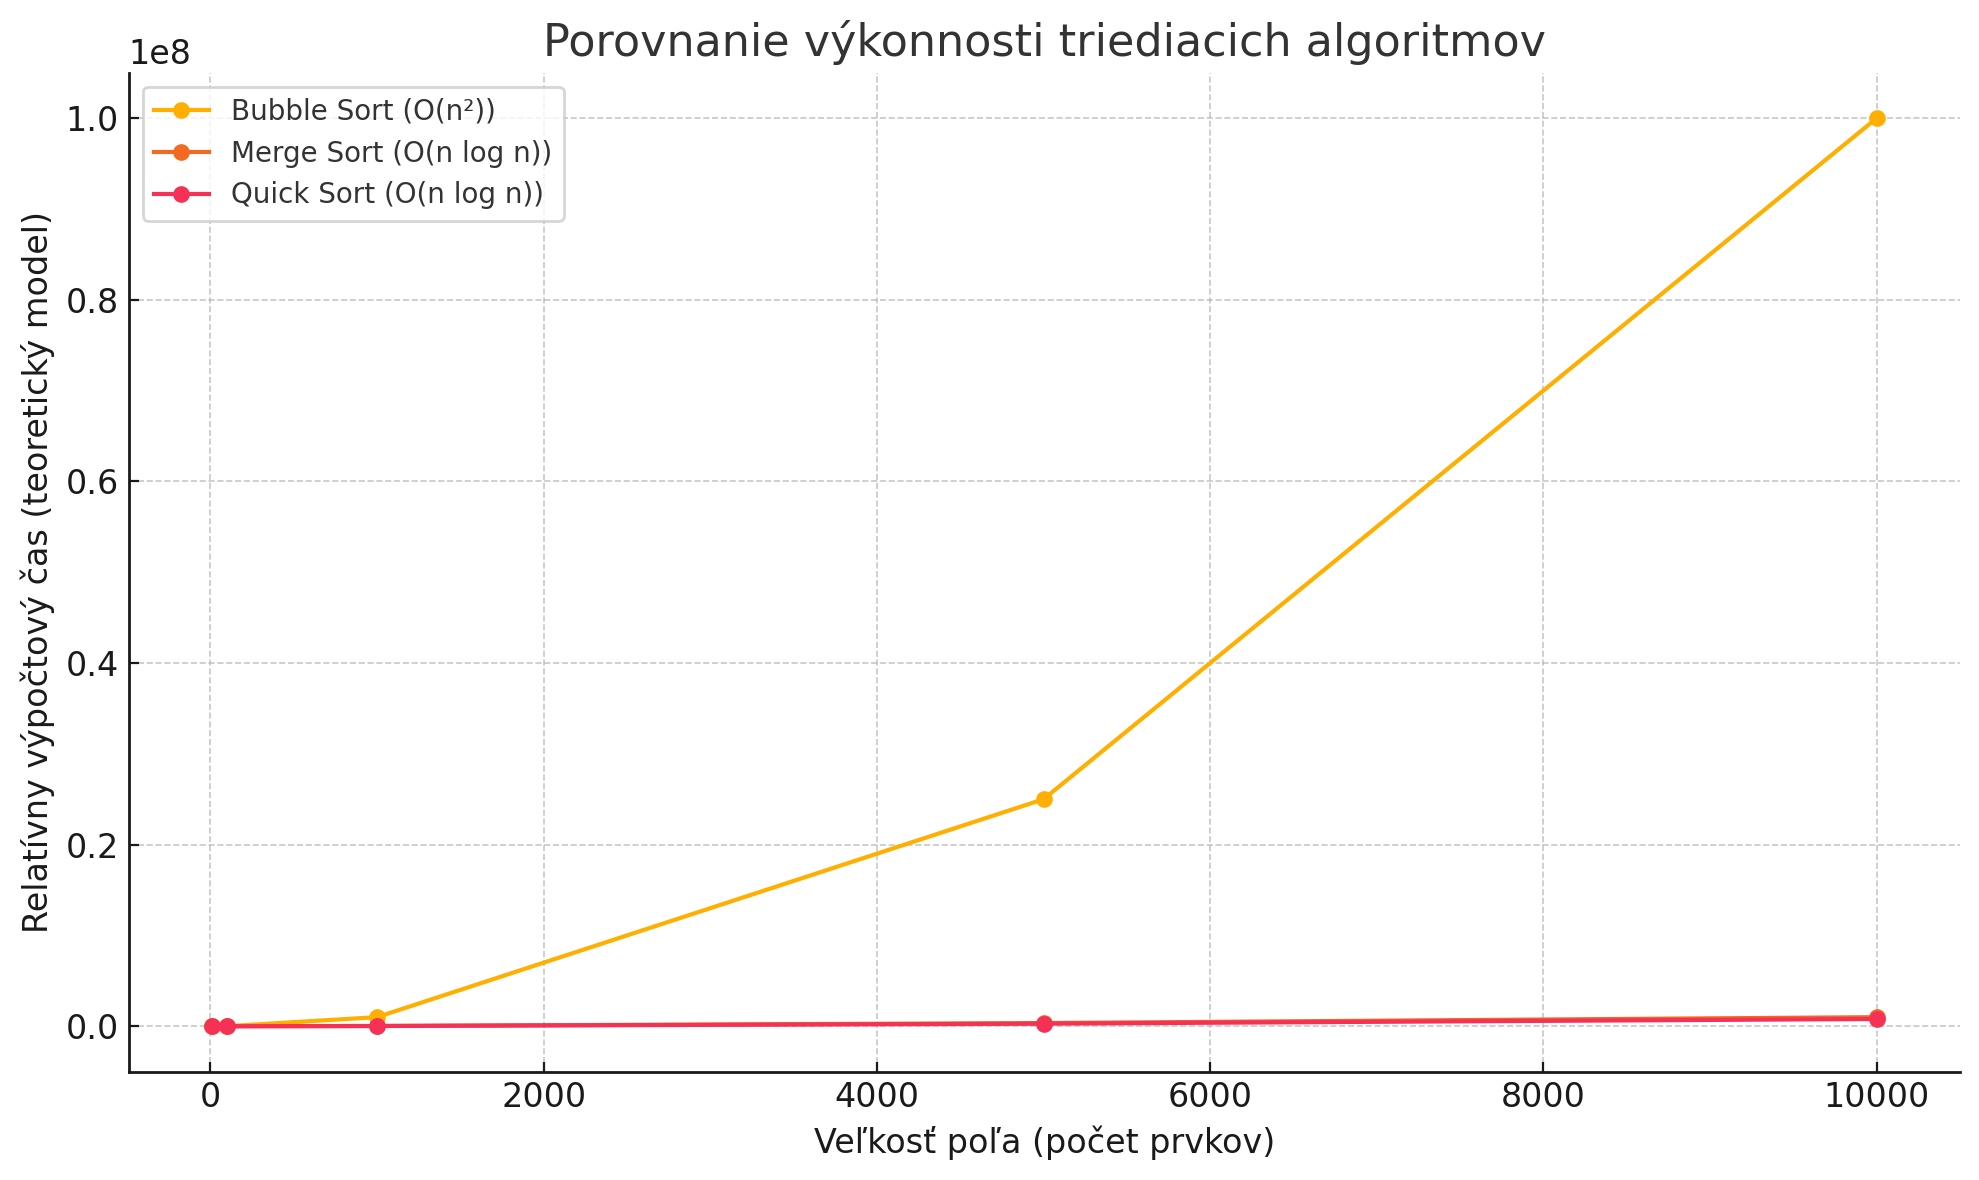 Porovnanie výkonnosti triediacich algoritmov
1e8
Bubble Sort (O(n²))
Merge Sort (O(n log n))
Quick Sort (O(n log n))
1.0
0.8
0.6
0.4
0.2
0.0
Relatívny výpočtový čas (teoretický model)
0 2000 4000 6000 8000 10000
Veľkosť poľa (počet prvkov)